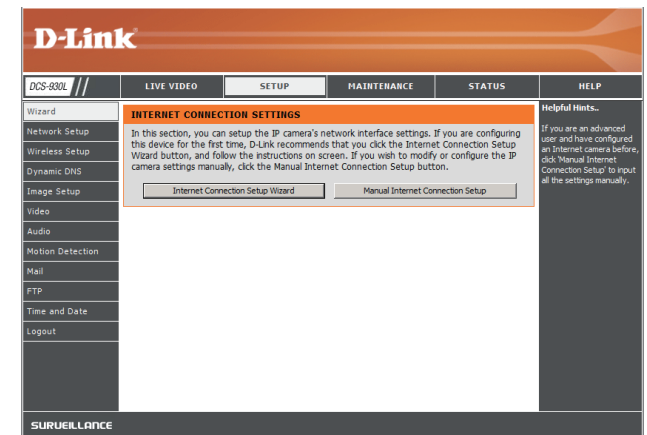 D-Link
DCS-930L // LIVE VIDEO SETUP MAINTENANCE STATUS HELP
Wizard
Network Setup
Wireless Setup
Dynamic DNS
Image Setup
Video
Audio
Motion Detection
Mail
FTP
Time and Date
Logout
INTERNET CONNECTION SETTINGS
In this section, you can setup the IP camera's network interface settings. If you are configuring
this device for the first time, D-Link recommends that you click the Internet Connection Setup
Wizard button, and follow the instructions on screen. If you wish to modify or configure the IP
camera settings manually, click the Manual Internet Connection Setup button.
Internet Connection Setup Wizard Manual Internet Connection Setup
Helpful Hints..
If you are an advanced
user and have configured
an Internet camera before,
click 'Manual Internet
Connection Setup' to input
all the settings manually.
SURVEILLANCE